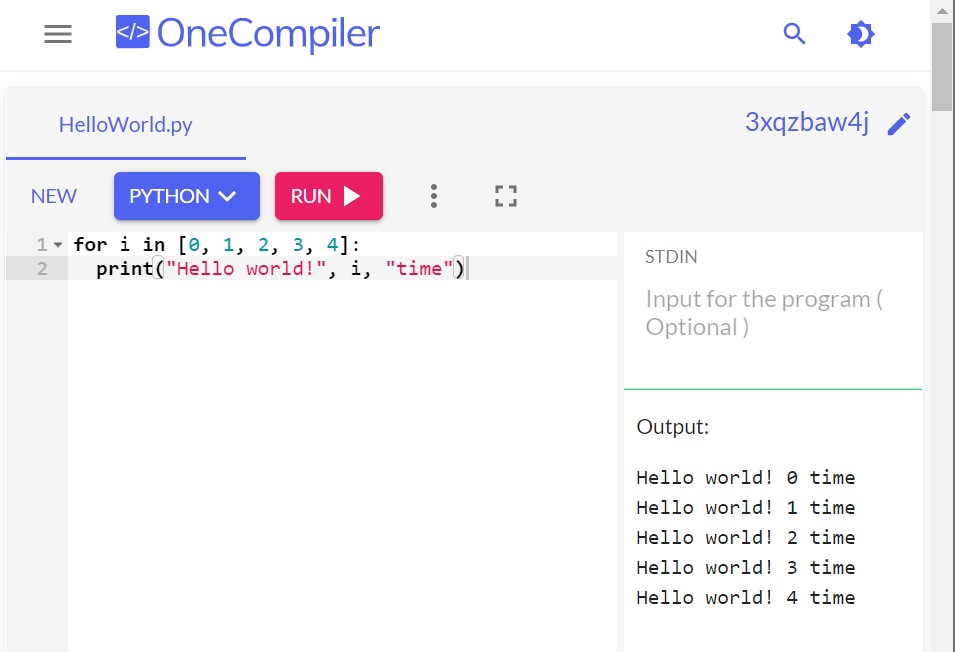 </> OneCompiler
HelloWorld.py
3xqzbaw4j
NEW
PYTHON
RUN
1 for i in [0, 1, 2, 3, 4]:
2   print("Hello world!", i, "time")
STDIN
Input for the program (
Optional )
Output:
Hello world! 0 time
Hello world! 1 time
Hello world! 2 time
Hello world! 3 time
Hello world! 4 time